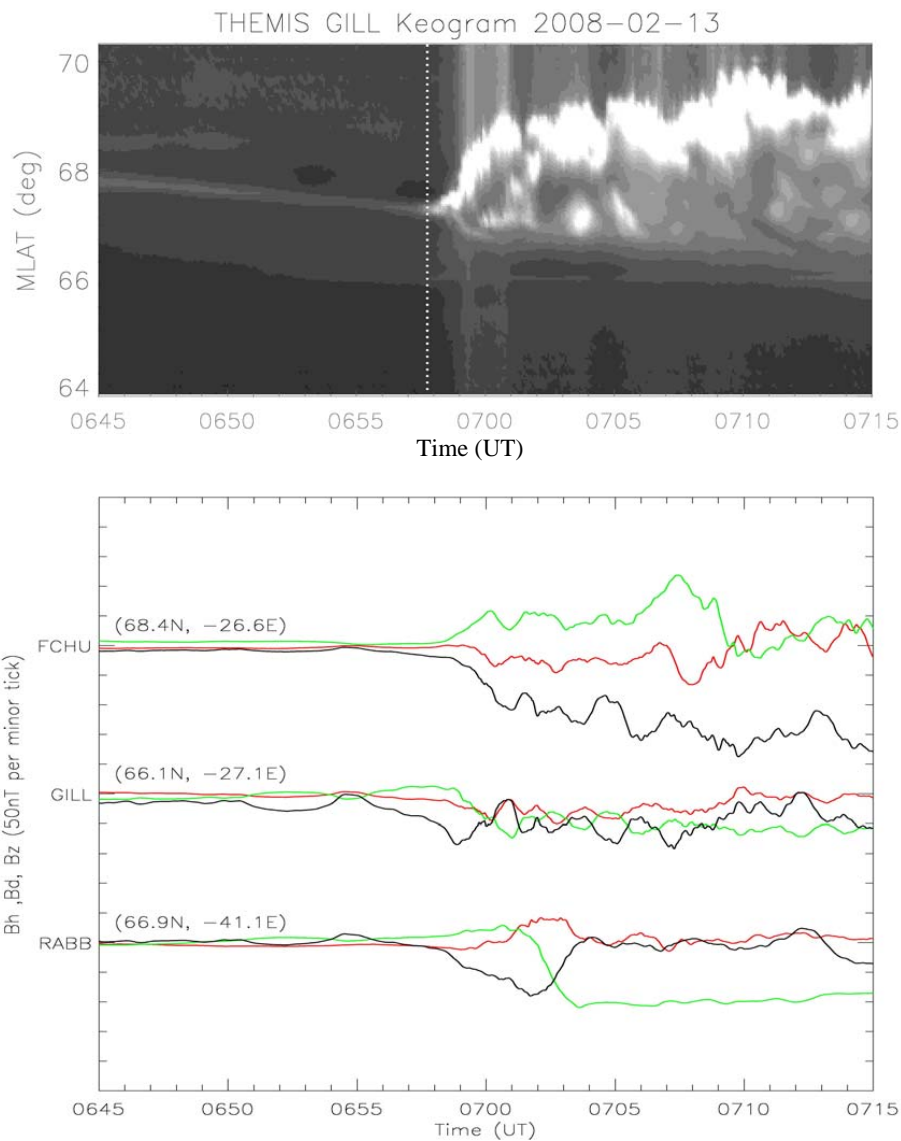 THEMIS GILL Keogram 2008-02-13
70
68
66
64
MLAT (deg)
0645 0650 0655 0700 0705 0710 0715
Time (UT)
(68.4N, -26.6E)
FCHU
(66.1N, -27.1E)
GILL
(66.9N, -41.1E)
RABB
Bh ,Bd, Bz (50nT per minor tick)
0645 0650 0655 0700 0705 0710 0715
Time (UT)